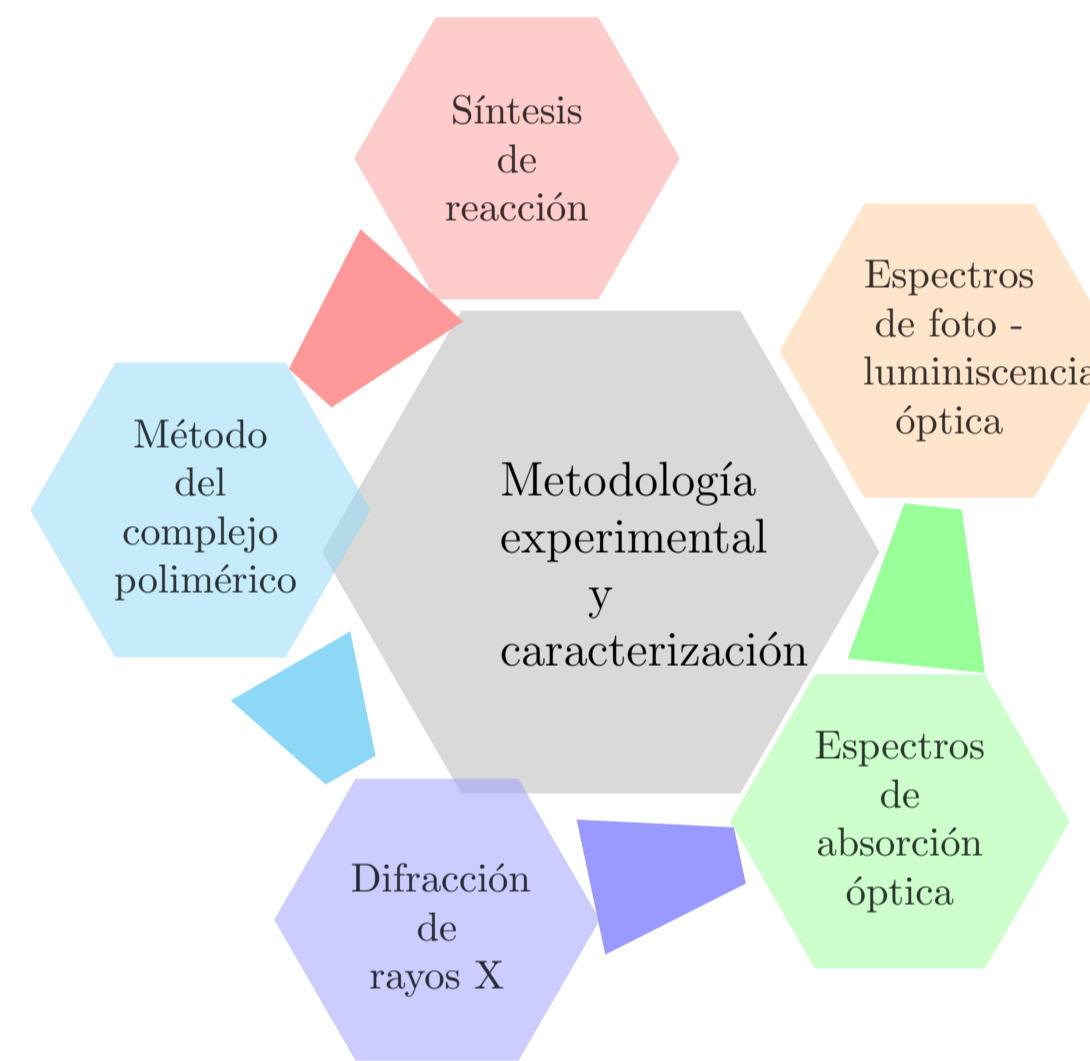 Síntesis
de
reacción
Espectros
de foto -
luminiscencia
óptica
Método
del
complejo
polimérico
Metodología
experimental
y
caracterización
Espectros
de
absorción
óptica
Difracción
de
rayos X